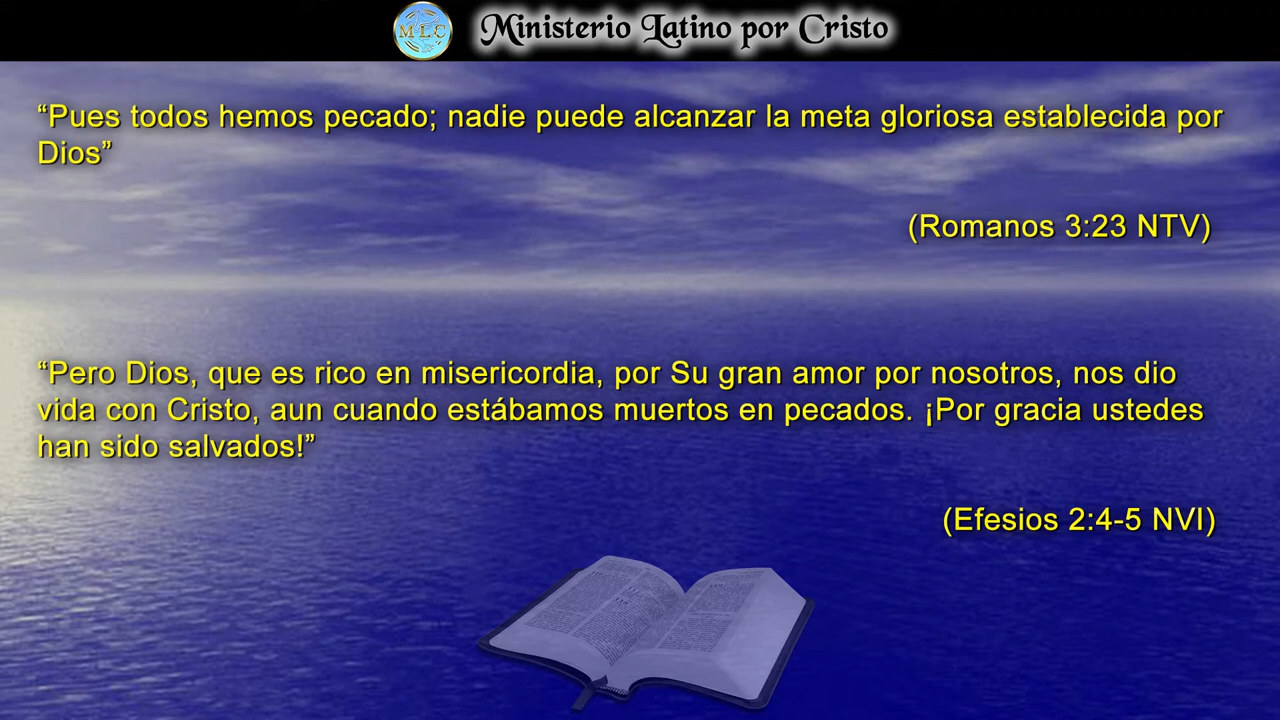 MLC Ministerio Latino por Cristo
“Pues todos hemos pecado; nadie puede alcanzar la meta gloriosa establecida por
Dios”
(Romanos 3:23 NTV)
“Pero Dios, que es rico en misericordia, por Su gran amor por nosotros, nos dio
vida con Cristo, aun cuando estábamos muertos en pecados. ¡Por gracia ustedes
han sido salvados!”
(Efesios 2:4-5 NVI)